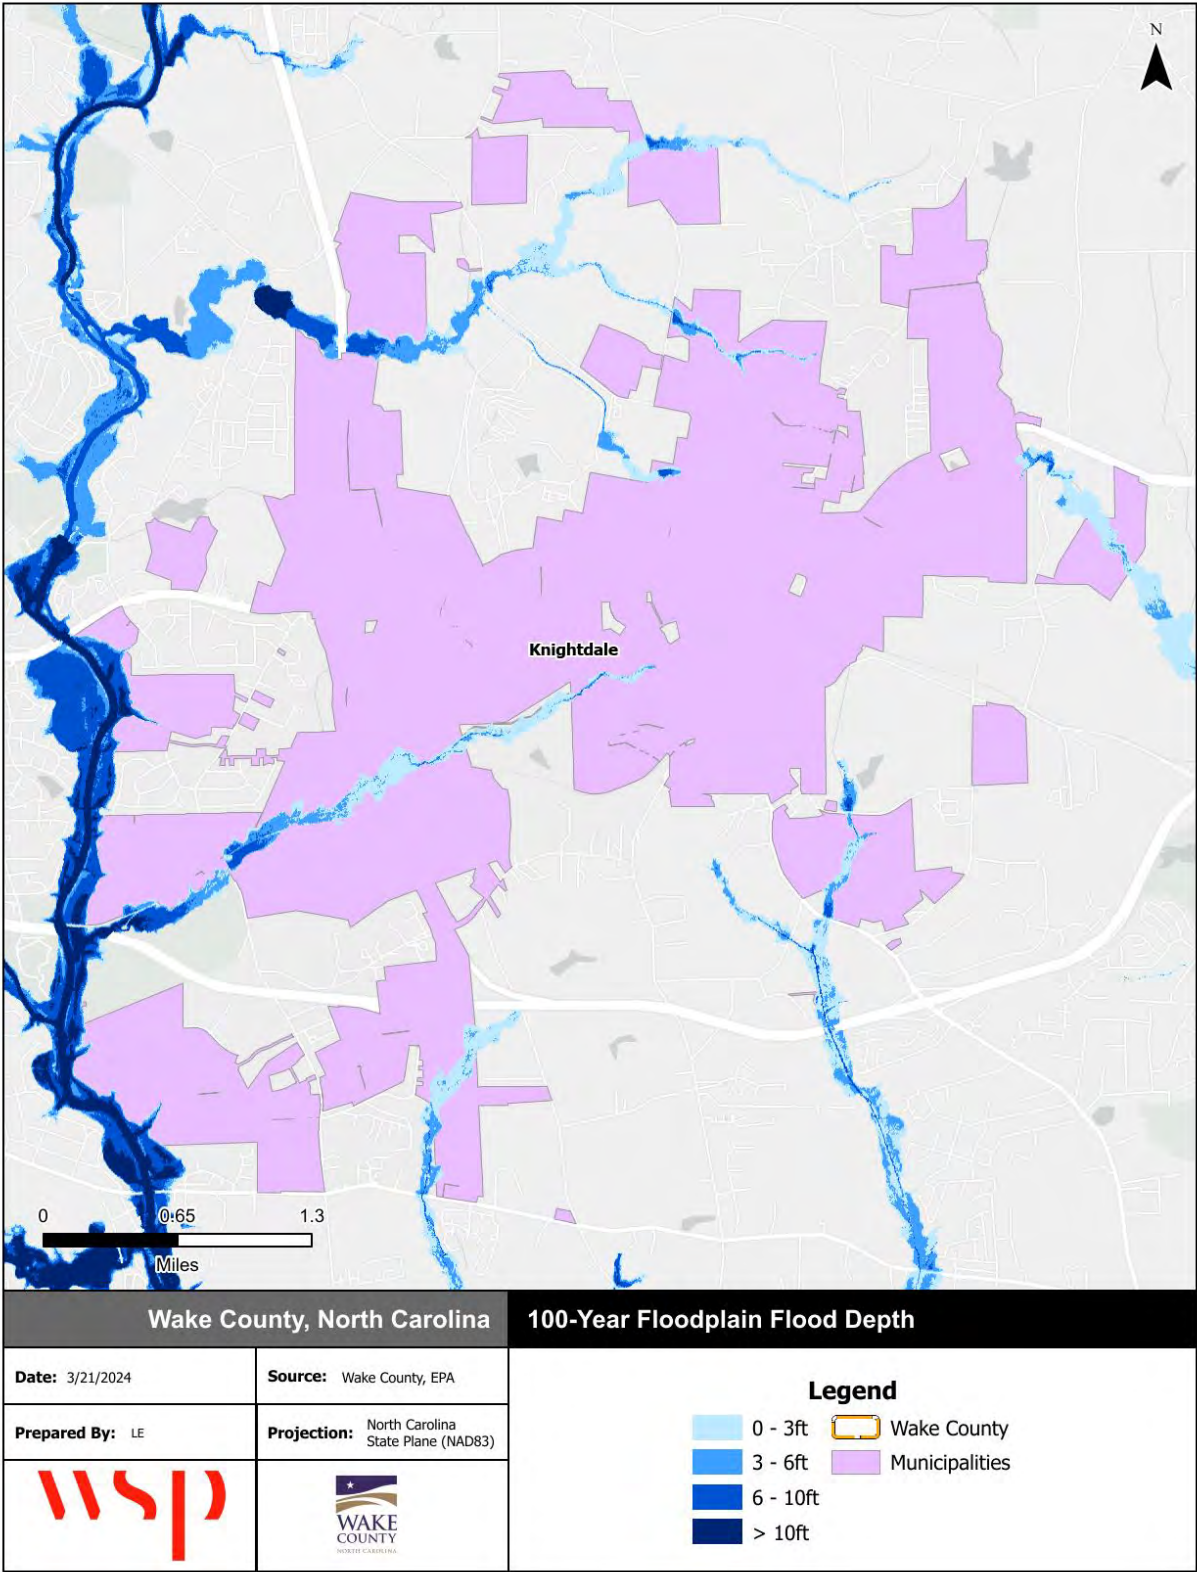 N
Knightdale
0 0.65 1.3
Miles
Wake County, North Carolina
100-Year Floodplain Flood Depth
Date: 3/21/2024
Source: Wake County, EPA
Prepared By: LE
Projection: North Carolina
State Plane (NAD83)
wsp
WAKE
COUNTY
NORTH CAROLINA
Legend
0 - 3ft
Wake County
3 - 6ft
Municipalities
6 - 10ft
> 10ft